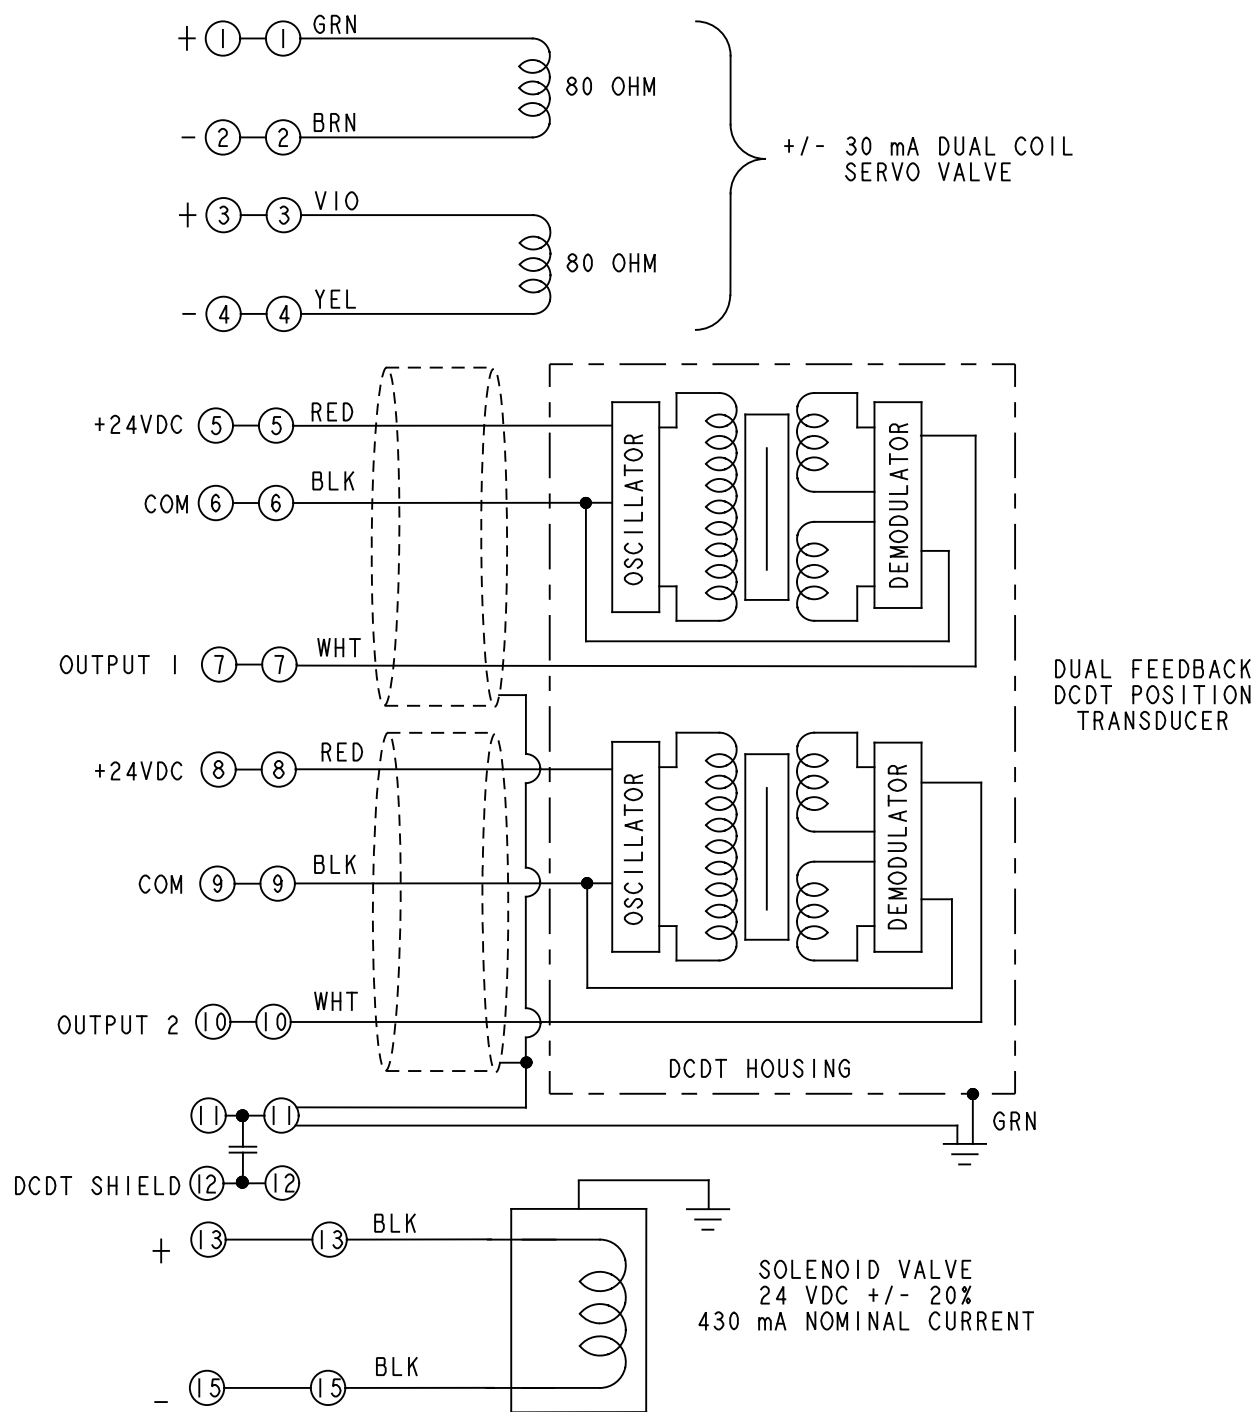 + 1 1 GRN
80 OHM
- 2 2 BRN
+/- 30 mA DUAL COIL
SERVO VALVE
+ 3 3 VIO
80 OHM
- 4 4 YEL
+24VDC 5 5 RED
COM 6 6 BLK
OSCILLATOR
DEMODULATOR
OUTPUT 1 7 7 WHT
DUAL FEEDBACK
DCDT POSITION
TRANSDUCER
+24VDC 8 8 RED
COM 9 9 BLK
OSCILLATOR
DEMODULATOR
OUTPUT 2 10 10 WHT
DCDT HOUSING
11 11
GRN
DCDT SHIELD 12 12
+ 13 13 BLK
SOLENOID VALVE
24 VDC +/- 20%
430 mA NOMINAL CURRENT
- 15 15 BLK